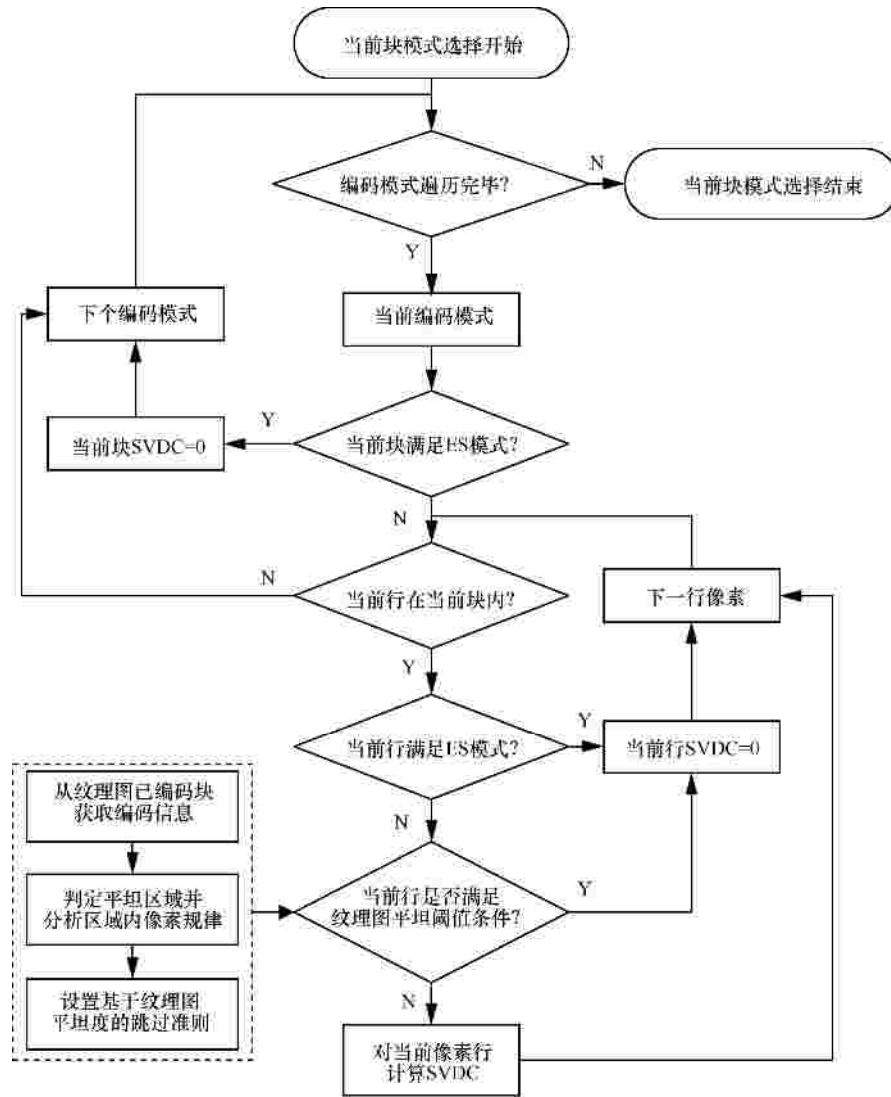 当前块模式选择开始
编码模式遍历完毕?
N
当前块模式选择结束
Y
下个编码模式
当前编码模式
Y
当前块SVDC=0
当前块满足ES模式?
N
N
当前行在当前块内?
下一行像素
Y
Y
当前行满足ES模式?
当前行SVDC=0
从纹理图已编码块
获取编码信息
N
判定平坦区域并
分析区域内像素规律
当前行是否满足
纹理图平坦阈值条件?
Y
设置基于纹理图
平坦度的跳过准则
N
对当前像素行
计算SVDC